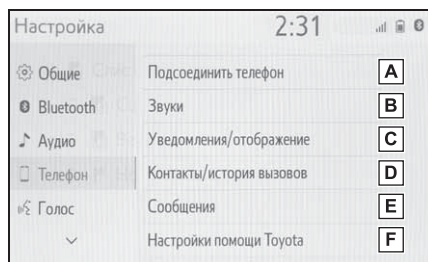 Настройка 2:31
Общие
Bluetooth
Аудио
Телефон
Голос
Подсоединить телефон A
Звуки B
Уведомления/отображение C
Контакты/история вызовов D
Сообщения E
Настройки помощи Toyota F